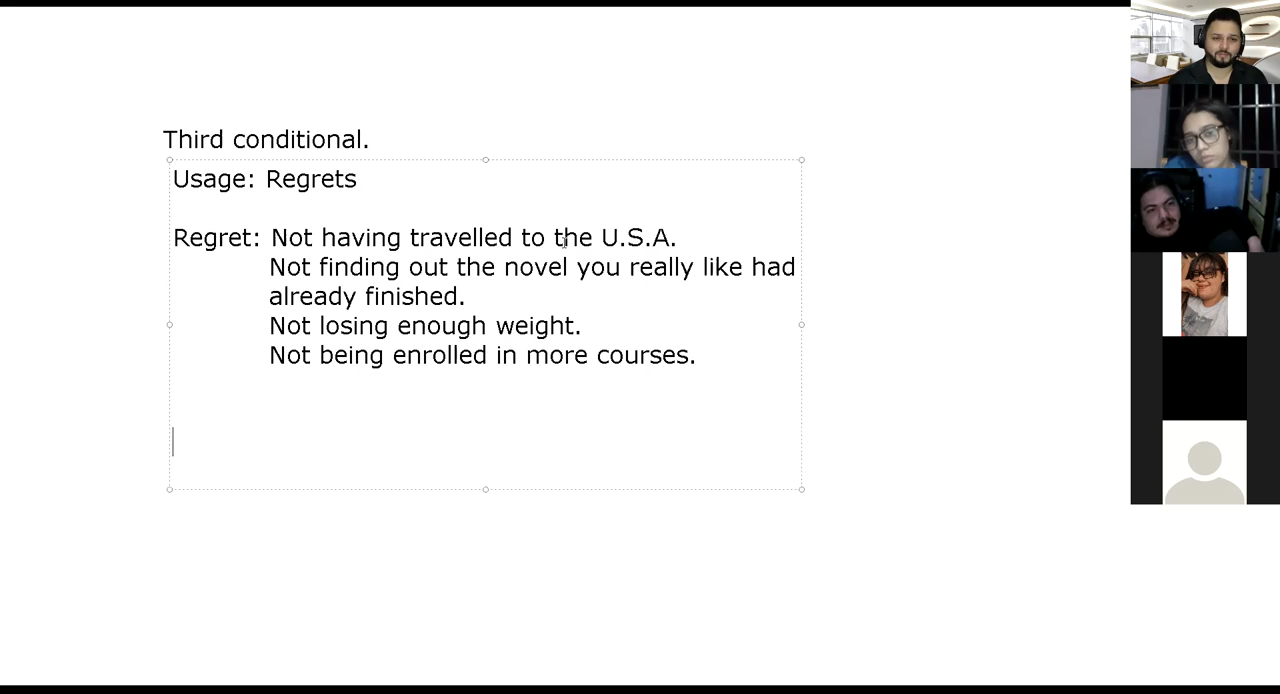 Third conditional.
Usage: Regrets
Regret: Not having travelled to the U.S.A.
Not finding out the novel you really like had
already finished.
Not losing enough weight.
Not being enrolled in more courses.